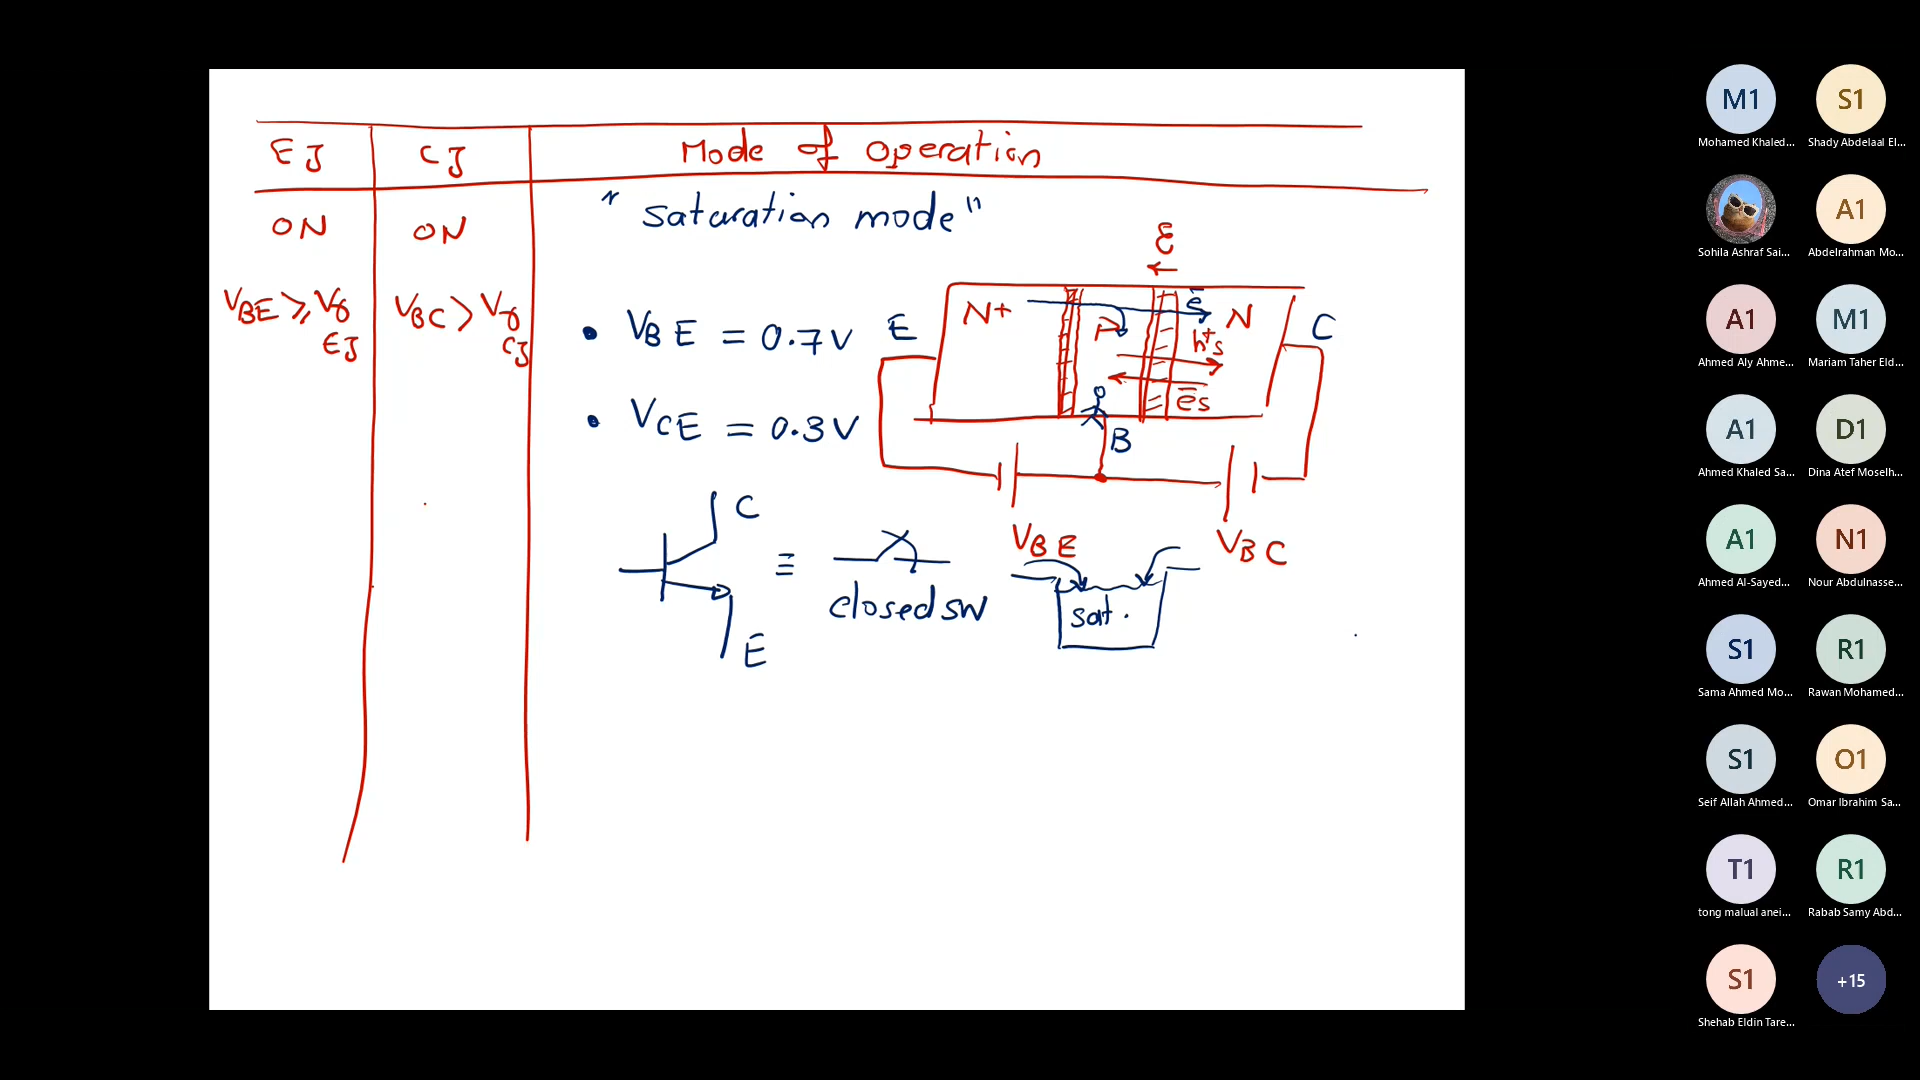 EJ CJ Mode of operation
ON ON "Saturation mode"
VBE ⩾ Vγ EJ
VBC > Vγ CJ
• VBE = 0.7V
• VCE = 0.3V
ε
E N+ P N C
e̅
h⁺s
e̅s
B
VBE VBC
C
≡
E
closed sw
sat.
M1
Mohamed Khaled...
S1
Shady Abdelaal El...
Sohila Ashraf Sai...
A1
Abdelrahman Mo...
A1
Ahmed Aly Ahme...
M1
Mariam Taher Eld...
A1
Ahmed Khaled Sa...
D1
Dina Atef Moselh...
A1
Ahmed Al-Sayed...
N1
Nour Abdulnasse...
S1
Sama Ahmed Mo...
R1
Rawan Mohamed...
S1
Seif Allah Ahmed...
O1
Omar Ibrahim Sa...
T1
tong malual anei...
R1
Rabab Samy Abd...
S1
Shehab Eldin Tare...
+15